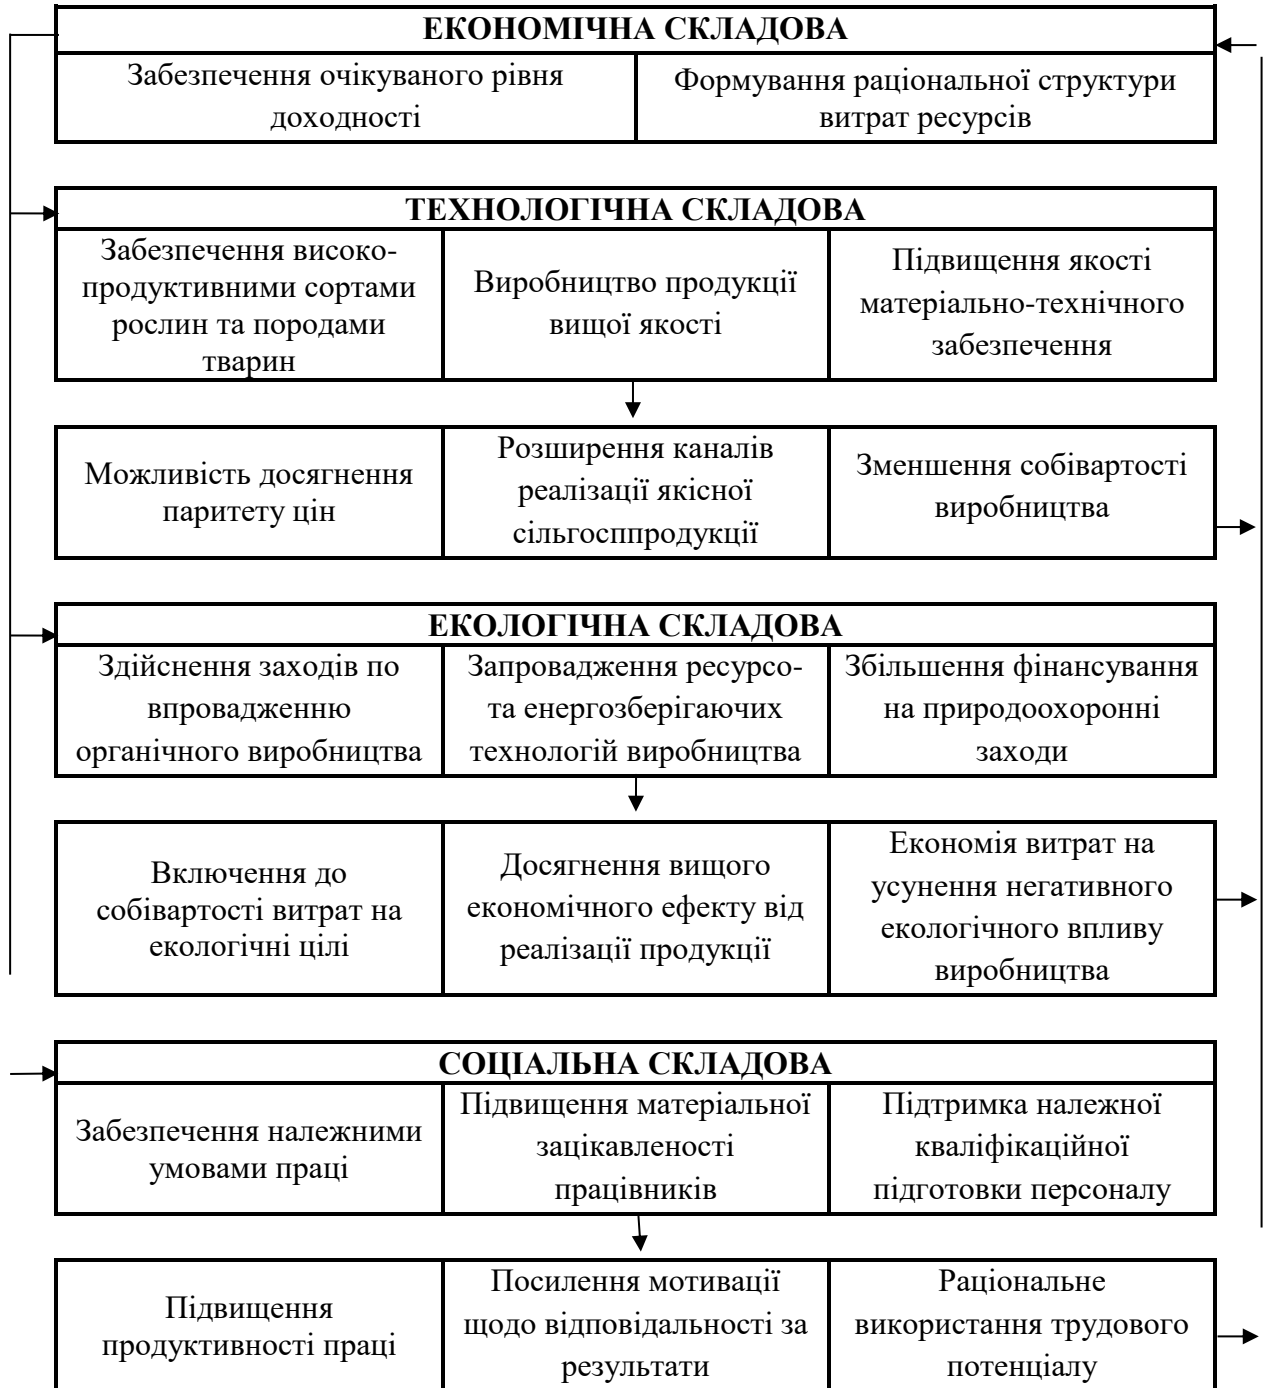 ЕКОНОМІЧНА СКЛАДОВА
Забезпечення очікуваного рівня
доходності
Формування раціональної структури
витрат ресурсів
ТЕХНОЛОГІЧНА СКЛАДОВА
Забезпечення високо-
продуктивними сортами
рослин та породами
тварин
Виробництво продукції
вищої якості
Підвищення якості
матеріально-технічного
забезпечення
Можливість досягнення
паритету цін
Розширення каналів
реалізації якісної
сільгосппродукції
Зменшення собівартості
виробництва
ЕКОЛОГІЧНА СКЛАДОВА
Здійснення заходів по
впровадженню
органічного виробництва
Запровадження ресурсо-
та енергозберігаючих
технологій виробництва
Збільшення фінансування
на природоохоронні
заходи
Включення до
собівартості витрат на
екологічні цілі
Досягнення вищого
економічного ефекту від
реалізації продукції
Економія витрат на
усунення негативного
екологічного впливу
виробництва
СОЦІАЛЬНА СКЛАДОВА
Забезпечення належними
умовами праці
Підвищення матеріальної
зацікавленості
працівників
Підтримка належної
кваліфікаційної
підготовки персоналу
Підвищення
продуктивності праці
Посилення мотивації
щодо відповідальності за
результати
Раціональне
використання трудового
потенціалу